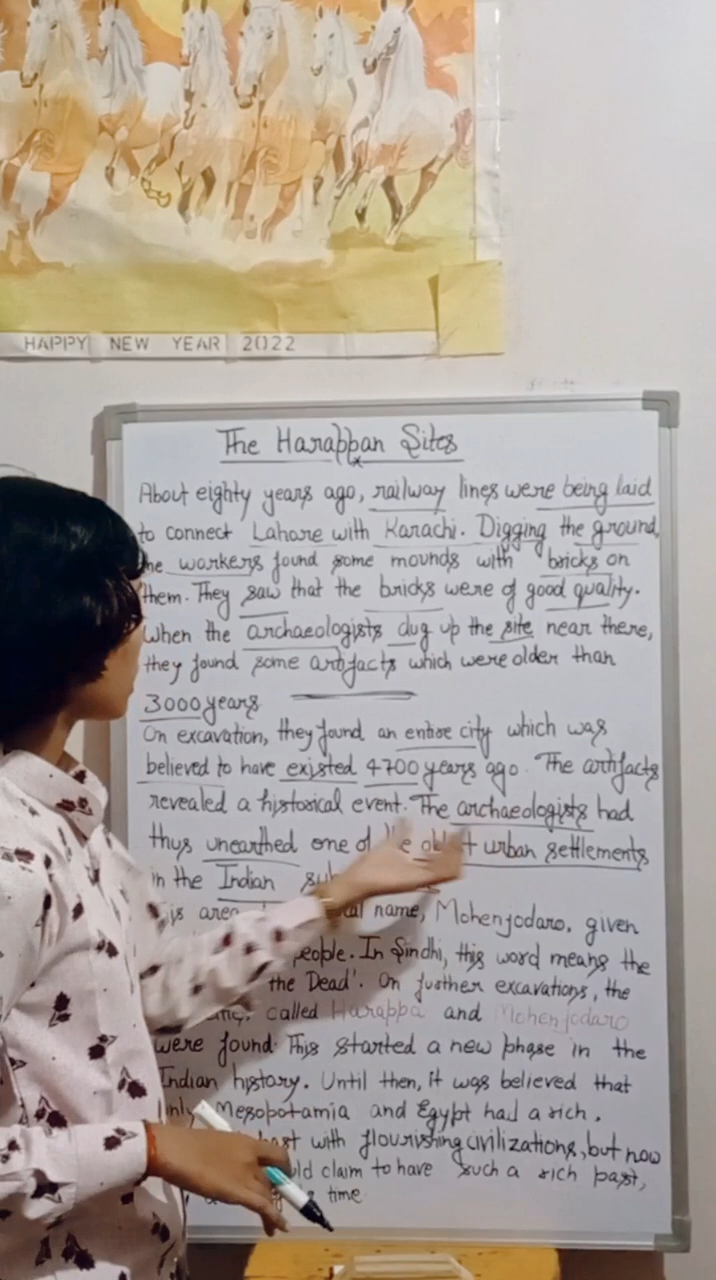 HAPPY NEW YEAR 2022
The Harappan Sites
About eighty years ago, railway lines were being laid
to connect Lahore with Karachi. Digging the ground,
he workers found some mounds with bricks on
them. They saw that the bricks were of good quality.
When the archaeologists dug up the site near there,
they found some artifacts which were older than
3000 years
On excavation, they found an entire city which was
believed to have existed 4700 years ago. The artifacts
revealed a historical event. The archaeologists had
thus unearthed one of urban settlements
in the Indian
area name, Mohenjodaro, given
people. In Sindhi, this word means the
the Dead'. On further excavations, the
called Harappa and Mohenjodaro
were found. This started a new phase in the
Indian history. Until then, it was believed that
Mesopotamia and Egypt had a rich.
with flourishing civilizations, but now
claim to have such a rich past,
time.